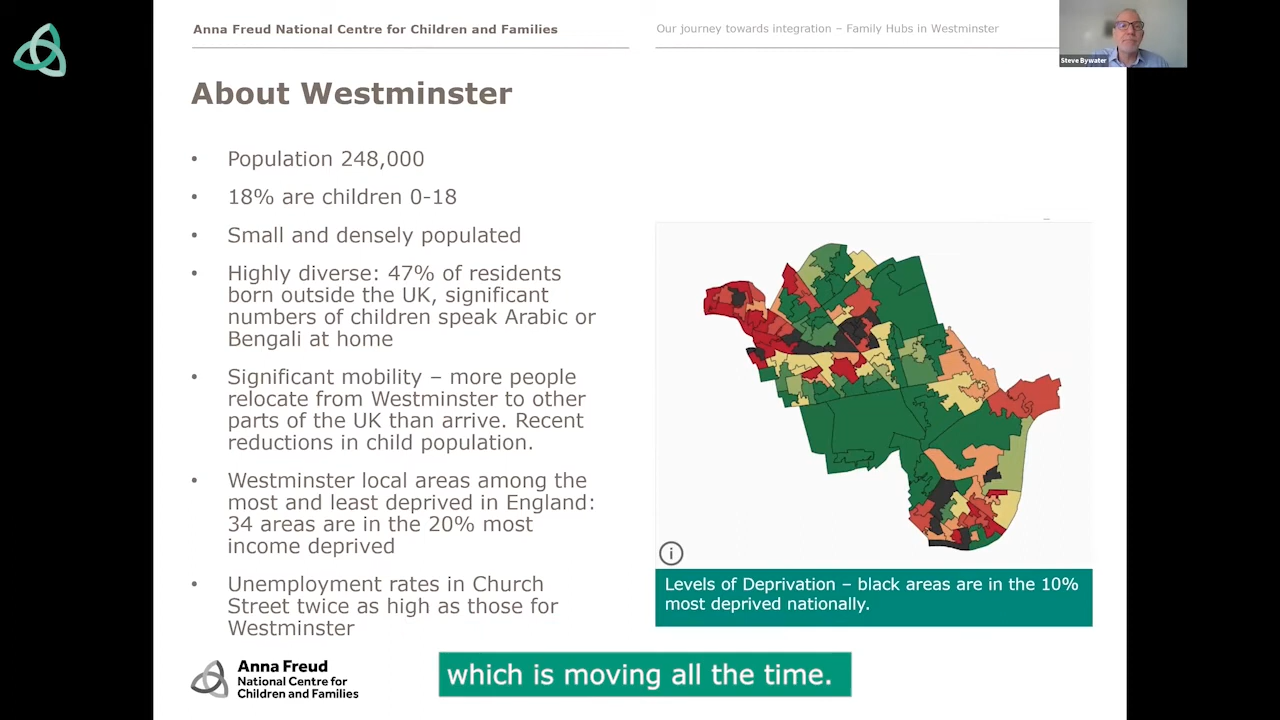 Anna Freud National Centre for Children and Families
Our journey towards integration – Family Hubs in Westminster
Steve Bywater
About Westminster
• Population 248,000
• 18% are children 0-18
• Small and densely populated
• Highly diverse: 47% of residents
born outside the UK, significant
numbers of children speak Arabic or
Bengali at home
• Significant mobility – more people
relocate from Westminster to other
parts of the UK than arrive. Recent
reductions in child population.
• Westminster local areas among the
most and least deprived in England:
34 areas are in the 20% most
income deprived
• Unemployment rates in Church
Street twice as high as those for
Westminster
i
Levels of Deprivation – black areas are in the 10%
most deprived nationally.
Anna Freud
National Centre for
Children and Families
which is moving all the time.